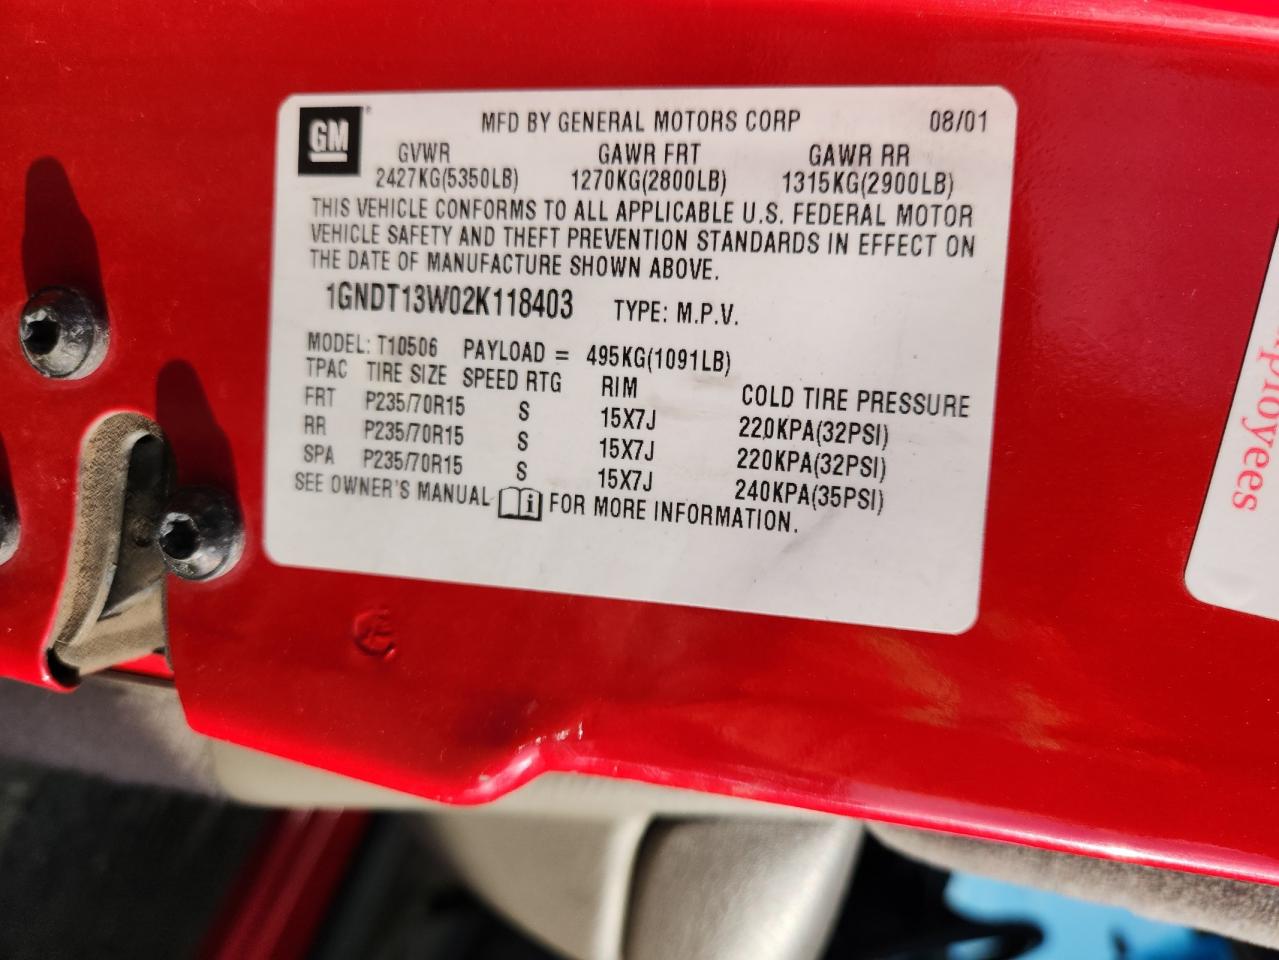 GM
MFD BY GENERAL MOTORS CORP 08/01
GVWR GAWR FRT GAWR RR
2427KG(5350LB) 1270KG(2800LB) 1315KG(2900LB)
THIS VEHICLE CONFORMS TO ALL APPLICABLE U.S. FEDERAL MOTOR
VEHICLE SAFETY AND THEFT PREVENTION STANDARDS IN EFFECT ON
THE DATE OF MANUFACTURE SHOWN ABOVE.
1GNDT13W02K118403 TYPE: M.P.V.
MODEL: T10506 PAYLOAD = 495KG(1091LB)
TPAC TIRE SIZE SPEED RTG RIM COLD TIRE PRESSURE
FRT P235/70R15 S 15X7J 220KPA(32PSI)
RR P235/70R15 S 15X7J 220KPA(32PSI)
SPA P235/70R15 S 15X7J 240KPA(35PSI)
SEE OWNER'S MANUAL i FOR MORE INFORMATION.
ployees